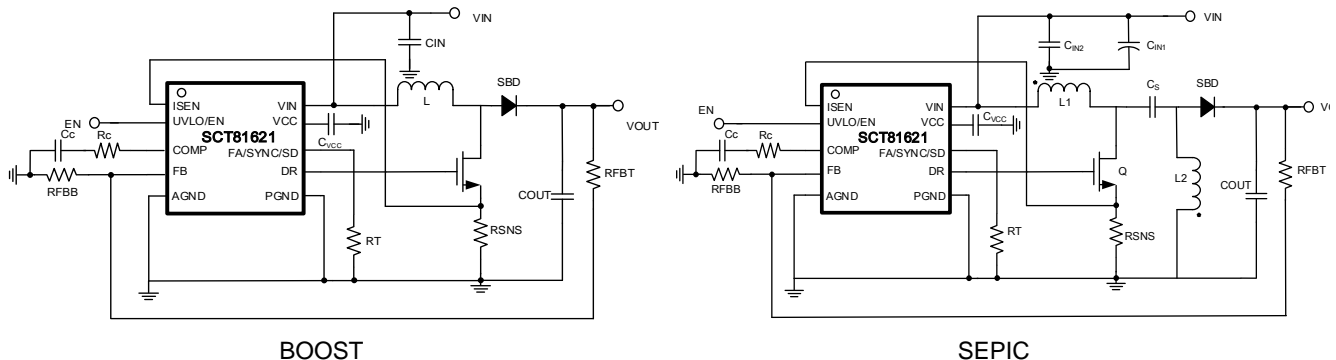 VIN
CIN
SBD
L
ISEN
VIN
UVLO/EN
VCC
SCT81621
COMP
FA/SYNC/SD
FB
DR
AGND
PGND
EN
Cc
Rc
RFBB
CVCC
VOUT
RFBT
COUT
RSNS
RT
BOOST
VIN
CIN2
CIN1
L1
CS
SBD
ISEN
VIN
UVLO/EN
VCC
SCT81621
COMP
FA/SYNC/SD
FB
DR
AGND
PGND
EN
Cc
Rc
RFBB
CVCC
Q
L2
COUT
RFBT
RSNS
RT
SEPIC